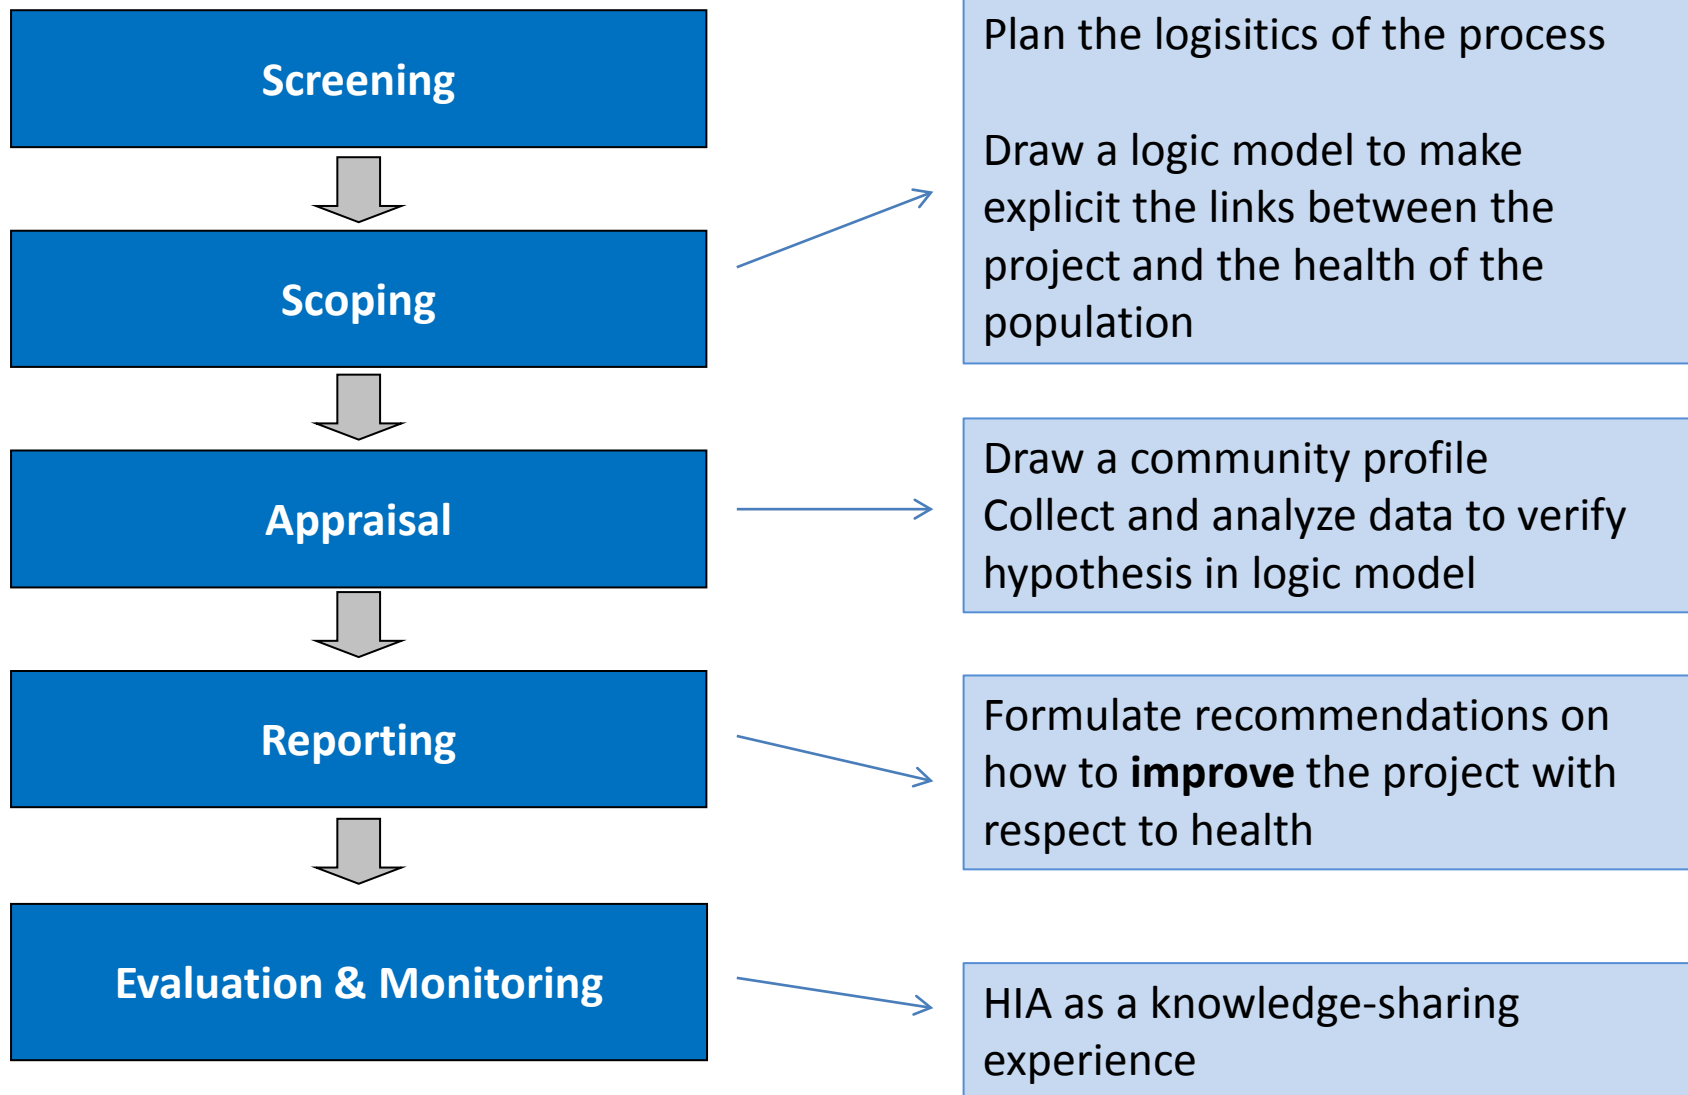 Screening
Plan the logisitics of the process
Draw a logic model to make
explicit the links between the
project and the health of the
population
Scoping
Appraisal
Draw a community profile
Collect and analyze data to verify
hypothesis in logic model
Reporting
Formulate recommendations on
how to improve the project with
respect to health
Evaluation & Monitoring
HIA as a knowledge-sharing
experience